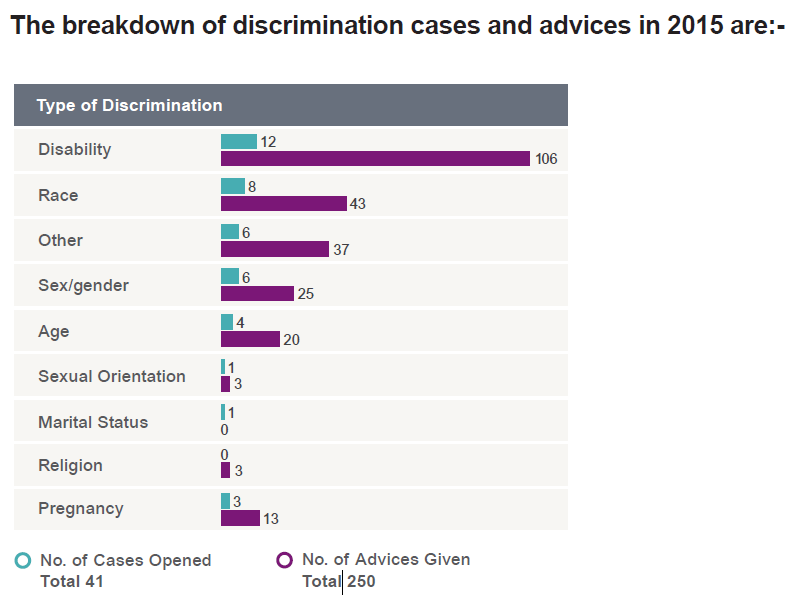 The breakdown of discrimination cases and advices in 2015 are:-
Type of Discrimination
Disability 12
106
Race 8
43
Other 6
37
Sex/gender 6
25
Age 4
20
Sexual Orientation 1
3
Marital Status 1
0
Religion 0
3
Pregnancy 3
13
No. of Cases Opened No. of Advices Given
Total 41 Total 250